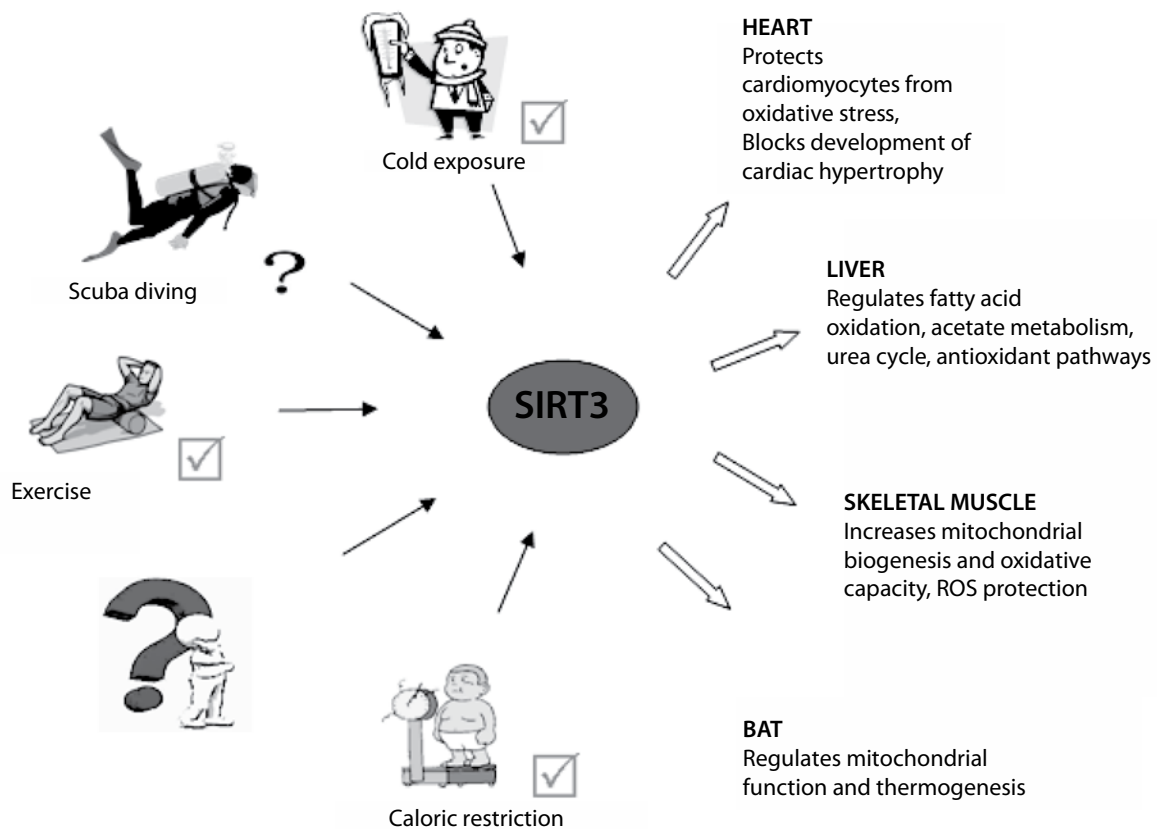 Cold exposure
Scuba diving
?
Exercise
?
Caloric restriction
SIRT3
HEART
Protects
cardiomyocytes from
oxidative stress,
Blocks development of
cardiac hypertrophy
LIVER
Regulates fatty acid
oxidation, acetate metabolism,
urea cycle, antioxidant pathways
SKELETAL MUSCLE
Increases mitochondrial
biogenesis and oxidative
capacity, ROS protection
BAT
Regulates mitochondrial
function and thermogenesis